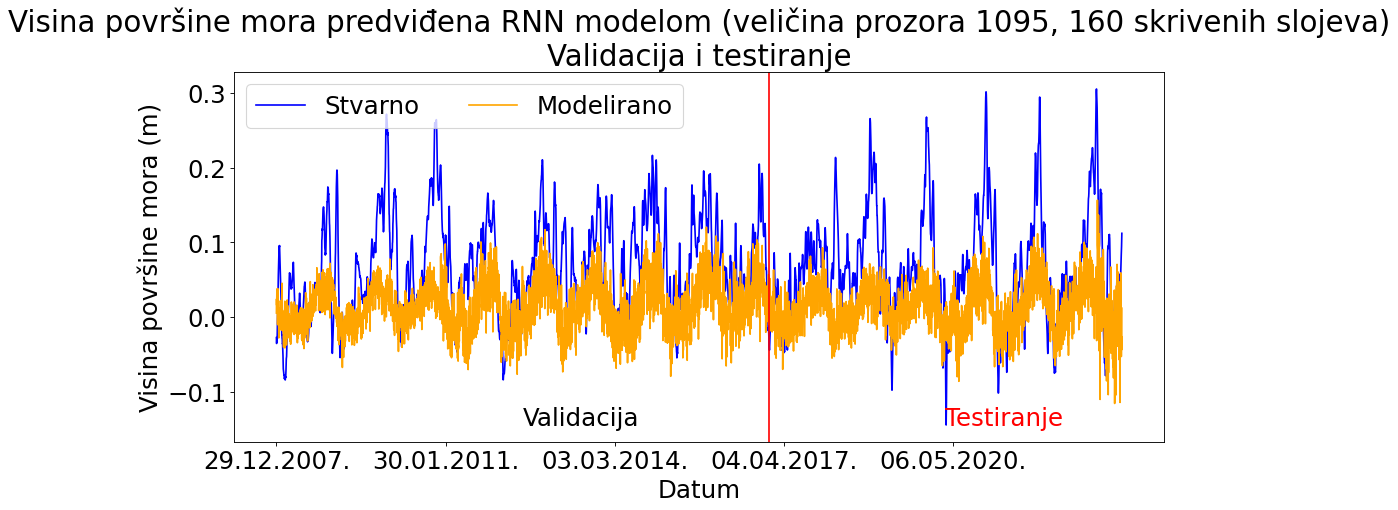 Visina površine mora predviđena RNN modelom (veličina prozora 1095, 160 skrivenih slojeva)
Validacija i testiranje
Stvarno
Modelirano
Visina površine mora (m)
0.3
0.2
0.1
0.0
−0.1
Validacija
Testiranje
29.12.2007.
30.01.2011.
03.03.2014.
04.04.2017.
06.05.2020.
Datum